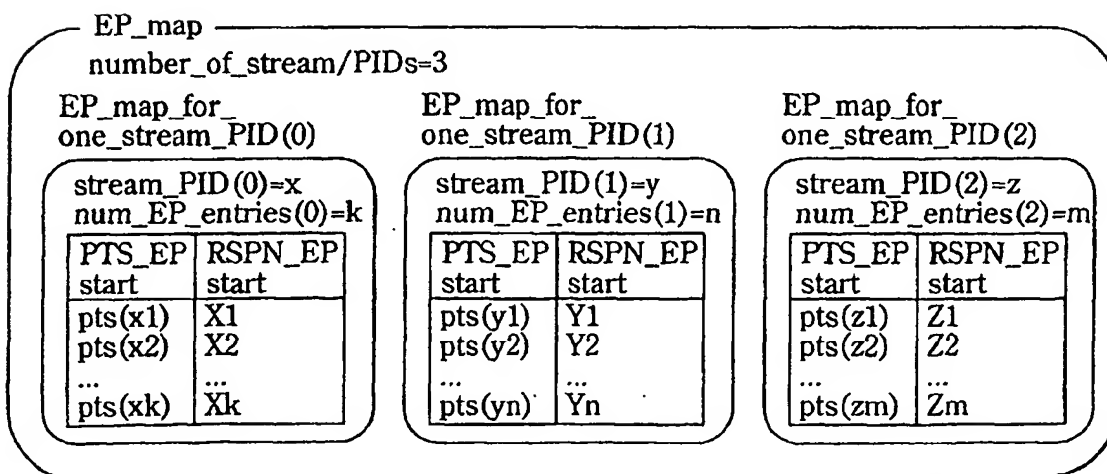 EP_map
number_of_stream/PIDs=3
EP_map_for_
one_stream_PID(0)
stream_PID(0)=x
num_EP_entries(0)=k
PTS_EP RSPN_EP
start start
pts(x1) X1
pts(x2) X2
... ...
pts(xk) Xk
EP_map_for_
one_stream_PID(1)
stream_PID(1)=y
num_EP_entries(1)=n
PTS_EP RSPN_EP
start start
pts(y1) Y1
pts(y2) Y2
... ...
pts(yn) Yn
EP_map_for_
one_stream_PID(2)
stream_PID(2)=z
num_EP_entries(2)=m
PTS_EP RSPN_EP
start start
pts(z1) Z1
pts(z2) Z2
... ...
pts(zm) Zm